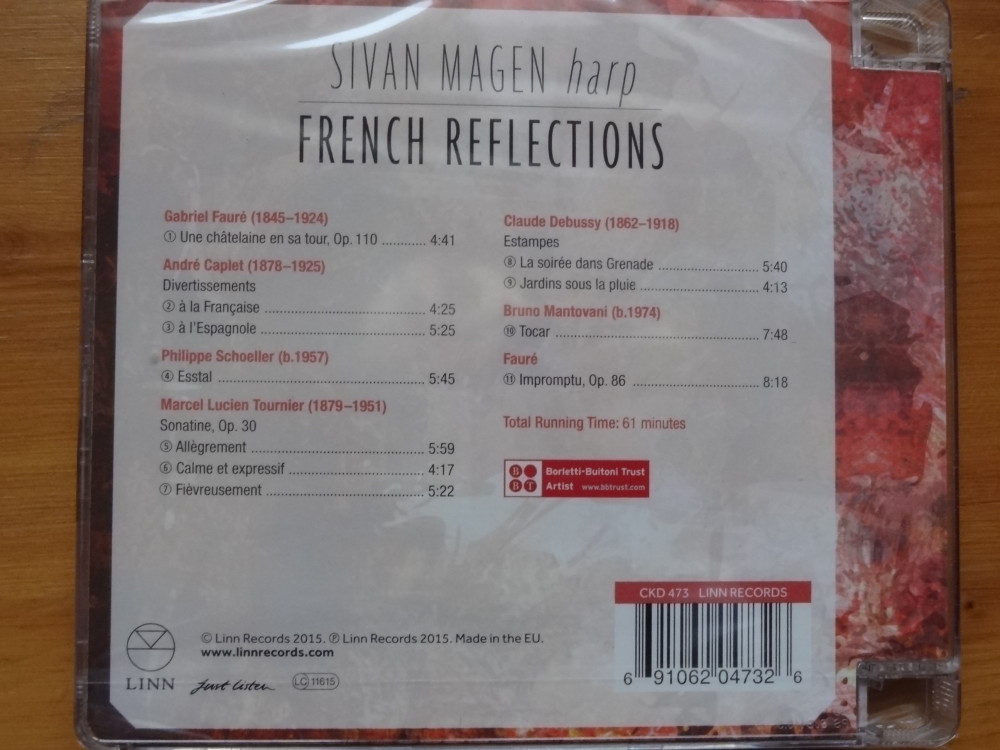 SIVAN MAGEN harp
FRENCH REFLECTIONS
Gabriel Fauré (1845–1924)
① Une châtelaine en sa tour, Op. 110 ........... 4:41
André Caplet (1878–1925)
Divertissements
② à la Française ........... 4:25
③ à l'Espagnole ........... 5:25
Philippe Schoeller (b.1957)
④ Esstal ........... 5:45
Marcel Lucien Tournier (1879–1951)
Sonatine, Op. 30
⑤ Allègrement ........... 5:59
⑥ Calme et expressif ........... 4:17
⑦ Fièvreusement ........... 5:22
Claude Debussy (1862–1918)
Estampes
⑧ La soirée dans Grenade ........... 5:40
⑨ Jardins sous la pluie ........... 4:13
Bruno Mantovani (b.1974)
⑩ Tocar ........... 7:48
Fauré
⑪ Impromptu, Op. 86 ........... 8:18
Total Running Time: 61 minutes
B B T
Borletti-Buitoni Trust
Artist www.bbtrust.com
CKD 473 LINN RECORDS
6 91062 04732 6
© Linn Records 2015. ℗ Linn Records 2015. Made in the EU.
www.linnrecords.com
LINN
just listen
LC 11615